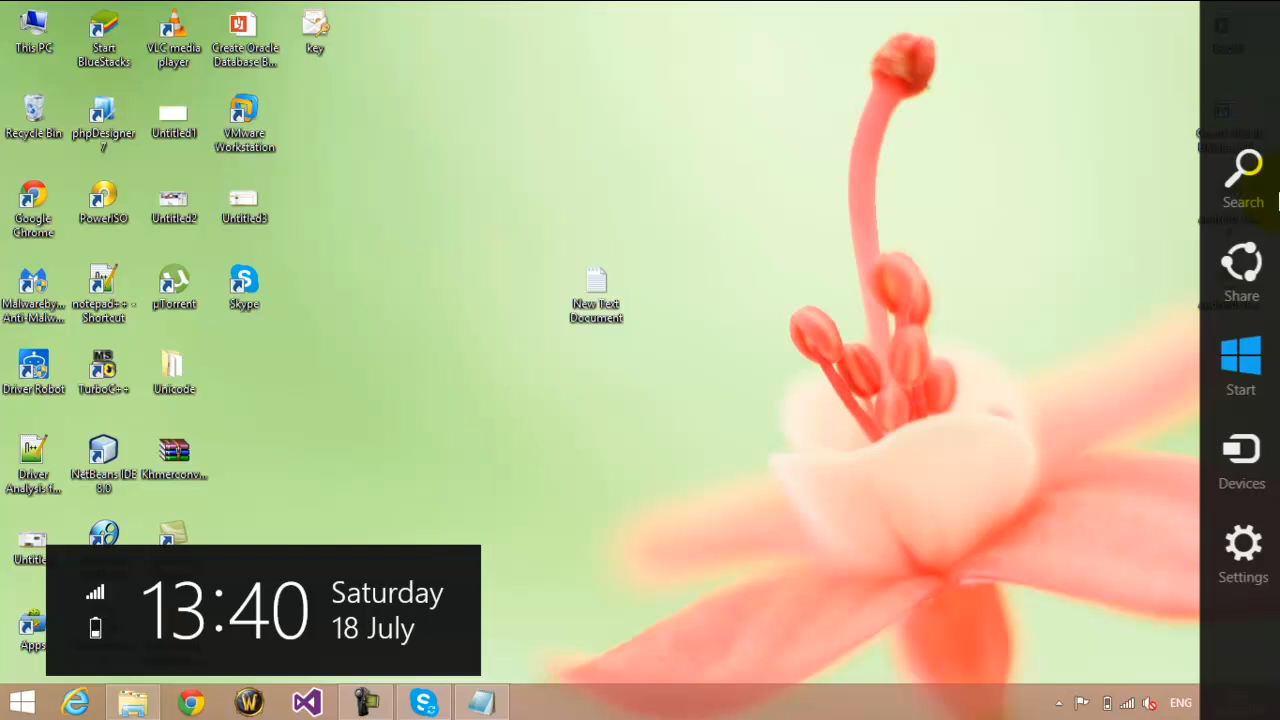 This PC
Start
BlueStacks
VLC media
player
Create Oracle
Database B...
key
Recycle Bin
phpDesigner
7
Untitled1
VMware
Workstation
Google
Chrome
PowerISO
Untitled2
Untitled3
Malwareby...
Anti-Malw...
notepad++ -
Shortcut
µTorrent
Skype
New Text
Document
Driver Robot
TurboC++
Unicode
Driver
Analysis f...
NetBeans IDE
8.0
Khmerconv...
Apps
13:40
Saturday
18 July
Search
Share
Start
Devices
Settings
ENG